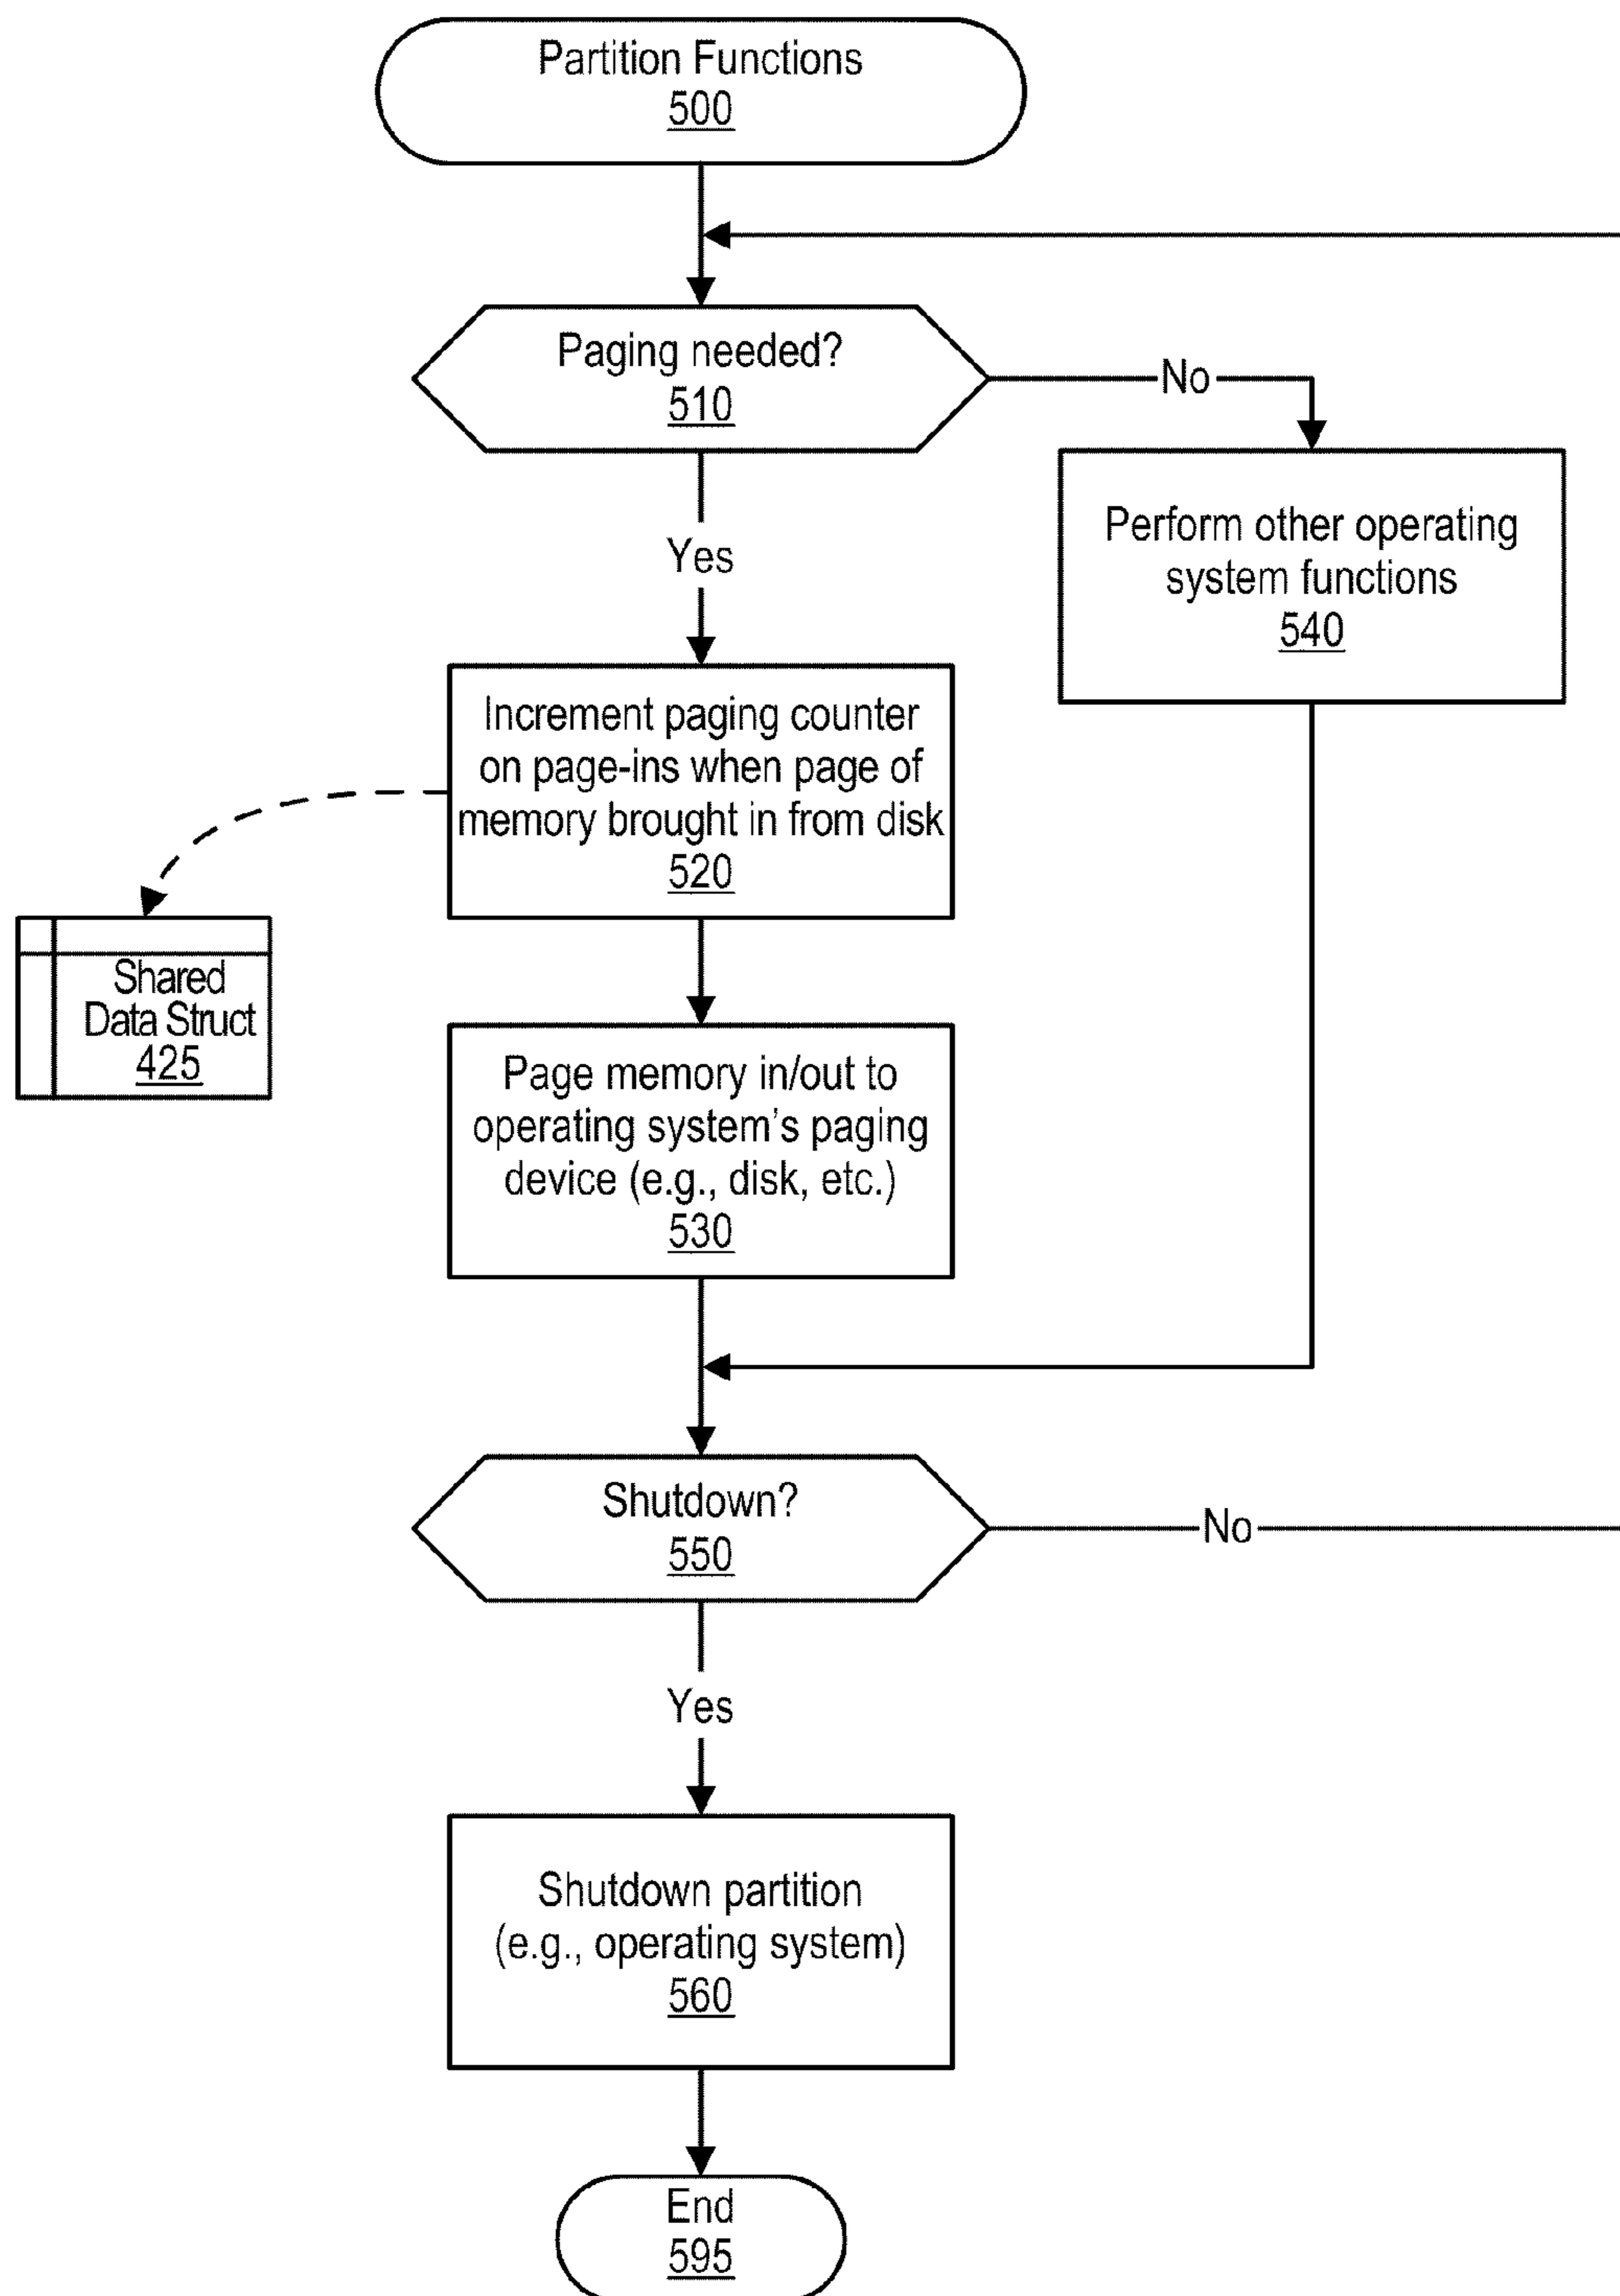 Partition Functions
500
Paging needed?
510
No
Yes
Perform other operating
system functions
540
Increment paging counter
on page-ins when page of
memory brought in from disk
520
Shared
Data Struct
425
Page memory in/out to
operating system's paging
device (e.g., disk, etc.)
530
Shutdown?
550
No
Yes
Shutdown partition
(e.g., operating system)
560
End
595